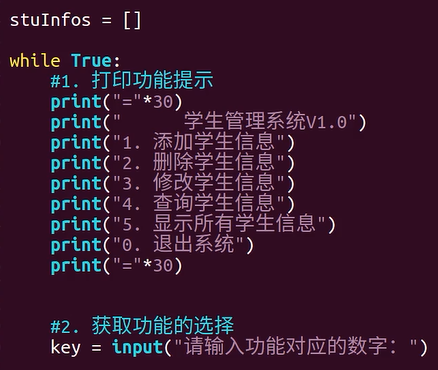 stuInfos = []
while True:
    #1. 打印功能提示
    print("="*30)
    print("      学生管理系统V1.0")
    print("1. 添加学生信息")
    print("2. 删除学生信息")
    print("3. 修改学生信息")
    print("4. 查询学生信息")
    print("5. 显示所有学生信息")
    print("0. 退出系统")
    print("="*30)
    #2. 获取功能的选择
    key = input("请输入功能对应的数字: ")